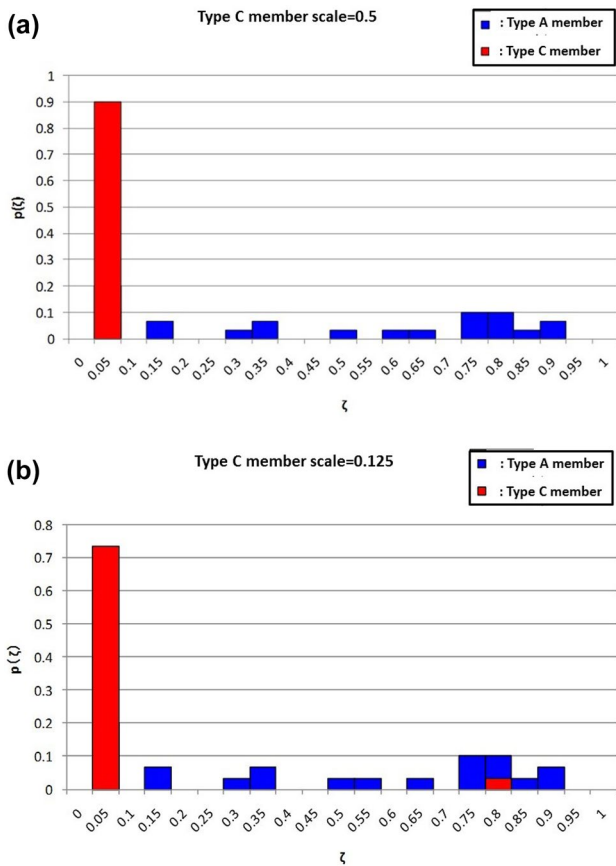 (a)
Type C member scale=0.5
: Type A member
: Type C member
1
0.9
0.8
0.7
0.6
0.5
0.4
0.3
0.2
0.1
0
p(ζ)
0 0.05 0.1 0.15 0.2 0.25 0.3 0.35 0.4 0.45 0.5 0.55 0.6 0.65 0.7 0.75 0.8 0.85 0.9 0.95 1
ζ
(b)
Type C member scale=0.125
: Type A member
: Type C member
0.8
0.7
0.6
0.5
0.4
0.3
0.2
0.1
0
p(ζ)
0 0.05 0.1 0.15 0.2 0.25 0.3 0.35 0.4 0.45 0.5 0.55 0.6 0.65 0.7 0.75 0.8 0.85 0.9 0.95 1
ζ